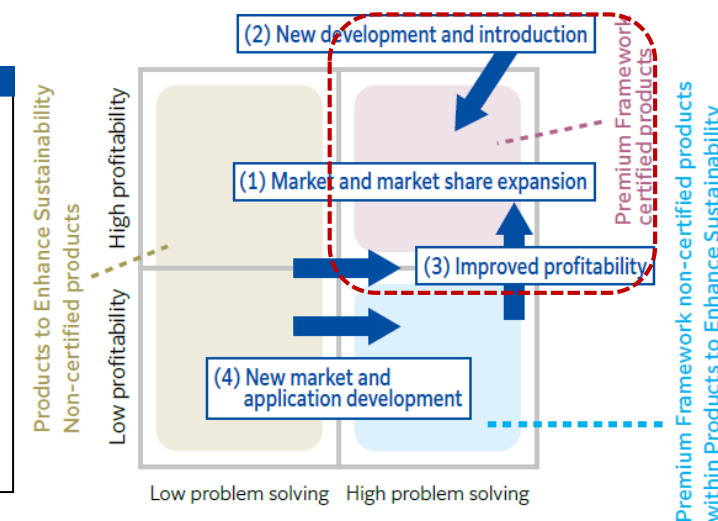 (2) New development and introduction
Premium Framework
certified products
(1) Market and market share expansion
(3) Improved profitability
(4) New market and
application development
High profitability
Low profitability
Low problem solving
High problem solving
Products to Enhance Sustainability
Non-certified products
Premium Framework non-certified products
within Products to Enhance Sustainability